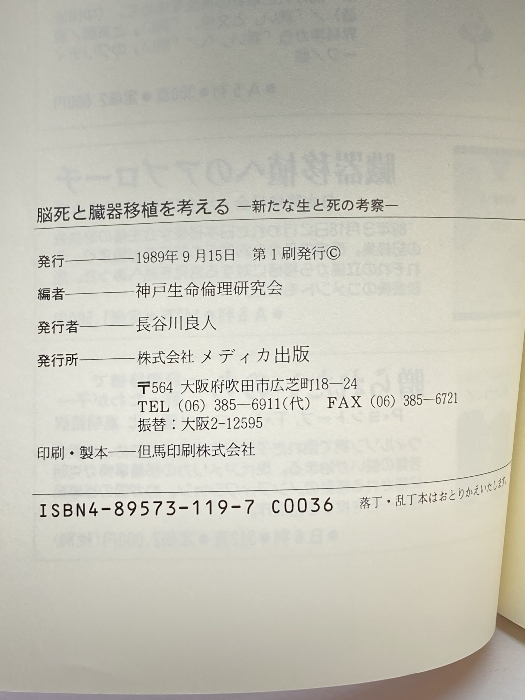 脳死と臓器移植を考える ―新たな生と死の考察―
発行―――― 1989年9月15日　第1刷発行©
編者―――― 神戸生命倫理研究会
発行者――― 長谷川良人
発行所――― 株式会社 メディカ出版
〒564 大阪府吹田市広芝町18―24
TEL (06) 385―6911(代) FAX (06) 385―6721
振替：大阪2-12595
印刷・製本―― 但馬印刷株式会社
ISBN4-89573-119-7 C0036 落丁・乱丁本はおとりかえいたします。